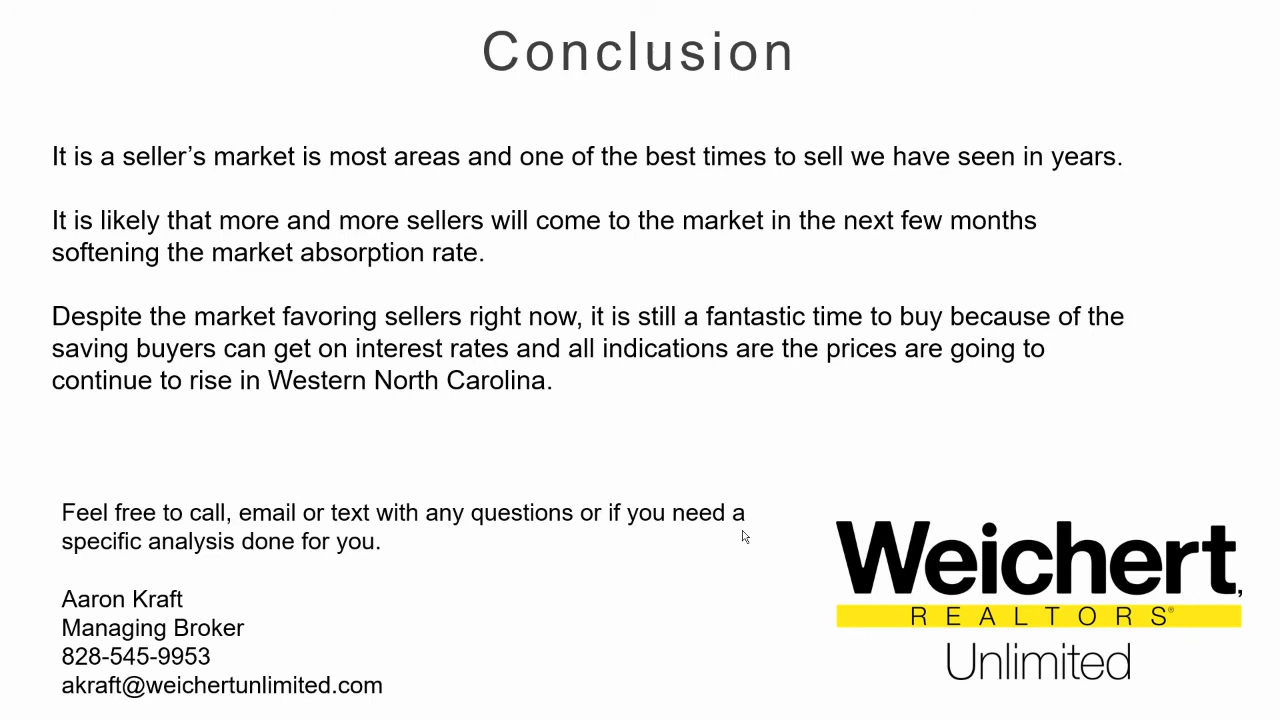 Conclusion
It is a seller’s market is most areas and one of the best times to sell we have seen in years.
It is likely that more and more sellers will come to the market in the next few months
softening the market absorption rate.
Despite the market favoring sellers right now, it is still a fantastic time to buy because of the
saving buyers can get on interest rates and all indications are the prices are going to
continue to rise in Western North Carolina.
Feel free to call, email or text with any questions or if you need a
specific analysis done for you.
Aaron Kraft
Managing Broker
828-545-9953
akraft@weichertunlimited.com
Weichert,
REALTORS®
Unlimited